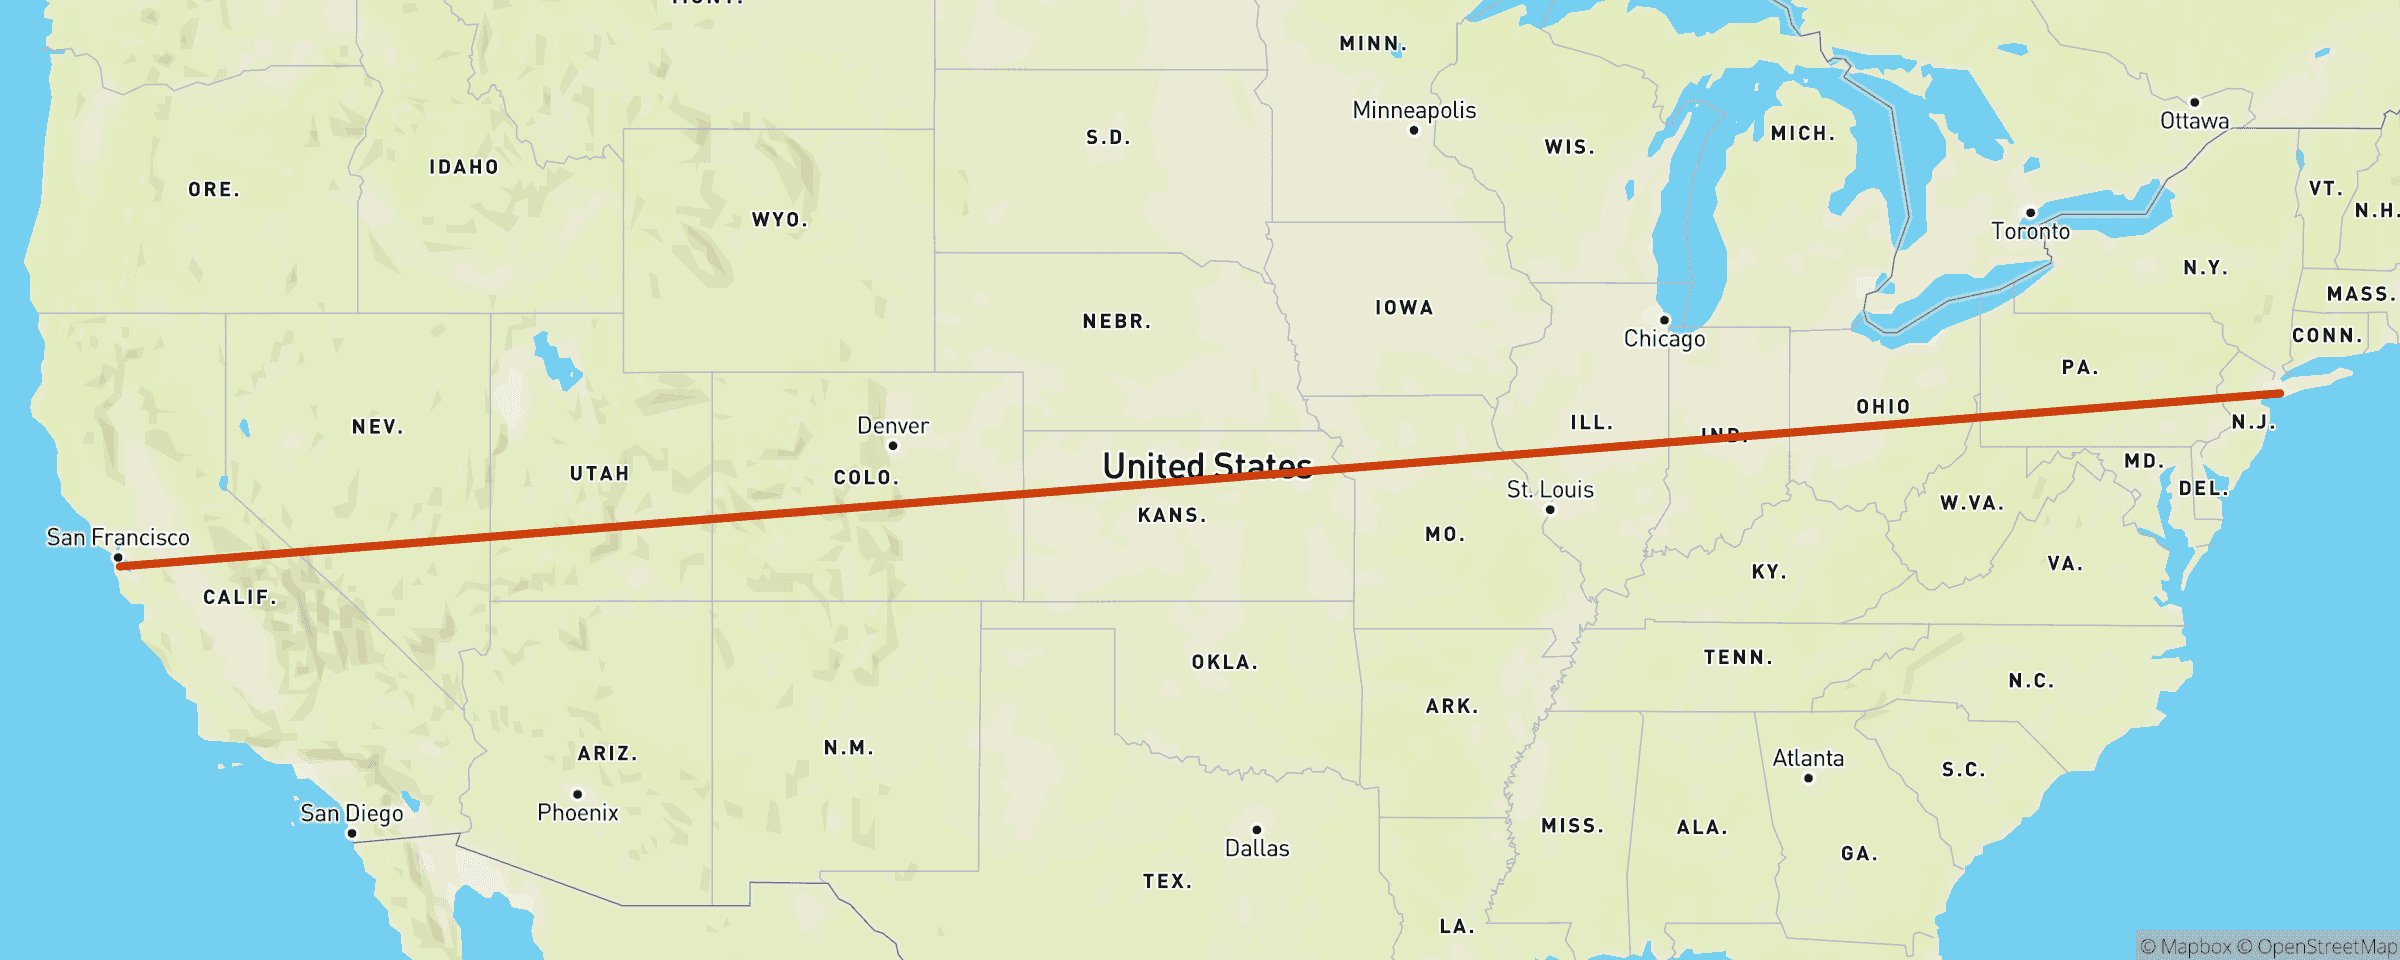 MONT.
MINN.
Minneapolis
S.D.
WIS.
MICH.
Ottawa
IDAHO
ORE.
WYO.
VT.
N.H.
Toronto
N.Y.
MASS.
NEBR.
IOWA
Chicago
CONN.
PA.
NEV.
Denver
OHIO
ILL.
IND.
N.J.
UTAH
COLO.
United States
MD.
DEL.
St. Louis
KANS.
W.VA.
San Francisco
MO.
VA.
KY.
CALIF.
OKLA.
TENN.
N.C.
ARK.
ARIZ.
N.M.
Atlanta
S.C.
San Diego
Phoenix
Dallas
MISS.
ALA.
GA.
TEX.
LA.
© Mapbox © OpenStreetMap